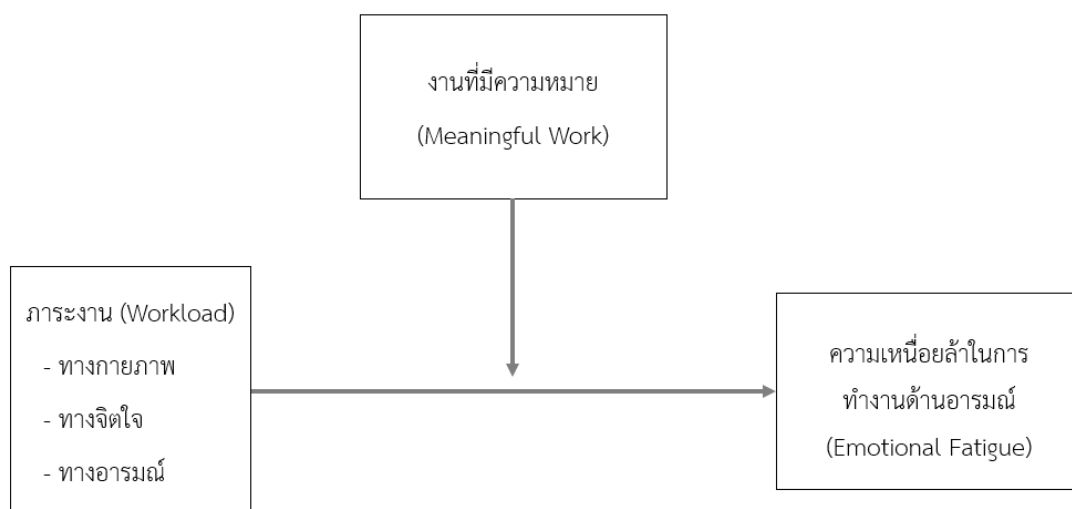 งานที่มีความหมาย
(Meaningful Work)
ภาระงาน (Workload)
- ทางกายภาพ
- ทางจิตใจ
- ทางอารมณ์
ความเหนื่อยล้าในการ
ทำงานด้านอารมณ์
(Emotional Fatigue)